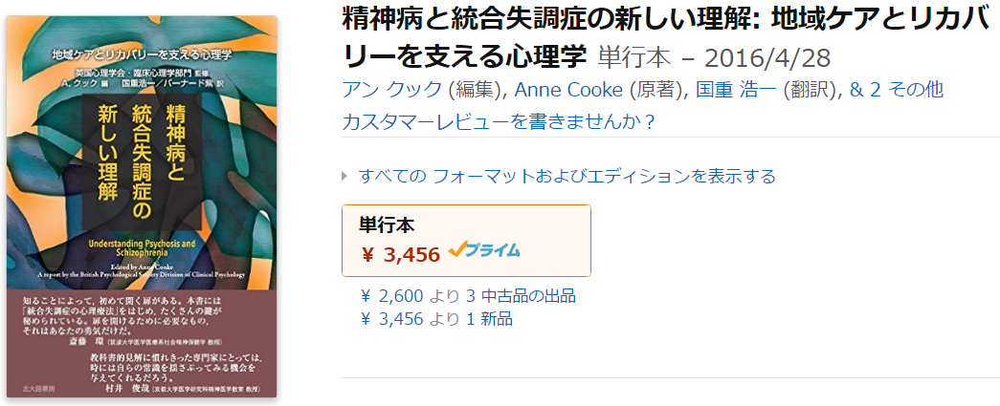 地域ケアとリカバリーを支える心理学
英国心理学会・臨床心理学部門 監修
A.クック 編 国重浩一/バーナード紫 訳
精神病と
統合失調症の
新しい理解
Understanding Psychosis and
Schizophrenia
Edited by Anne Cooke
A report by the British Psychological Society Division of Clinical Psychology
知ることによって,初めて開く扉がある。本書には
「統合失調症の心理療法」をはじめ,たくさんの鍵が
秘められている。扉を開けるために必要なもの,
それはあなたの勇気だけだ。
斎藤 環(筑波大学医学医療系社会精神保健学 教授)
教科書的見解に慣れきった専門家にとっては,
時には自らの常識を揺さぶってみる機会を
与えてくれるだろう。
村井 俊哉(京都大学医学研究科精神医学教室 教授)
北大路書房
精神病と統合失調症の新しい理解: 地域ケアとリカバ
リーを支える心理学 単行本 – 2016/4/28
アン クック (編集), Anne Cooke (原著), 国重 浩一 (翻訳), & 2 その他
カスタマーレビューを書きませんか?
すべての フォーマットおよびエディションを表示する
単行本
¥ 3,456 プライム
¥ 2,600 より 3 中古品の出品
¥ 3,456 より 1 新品